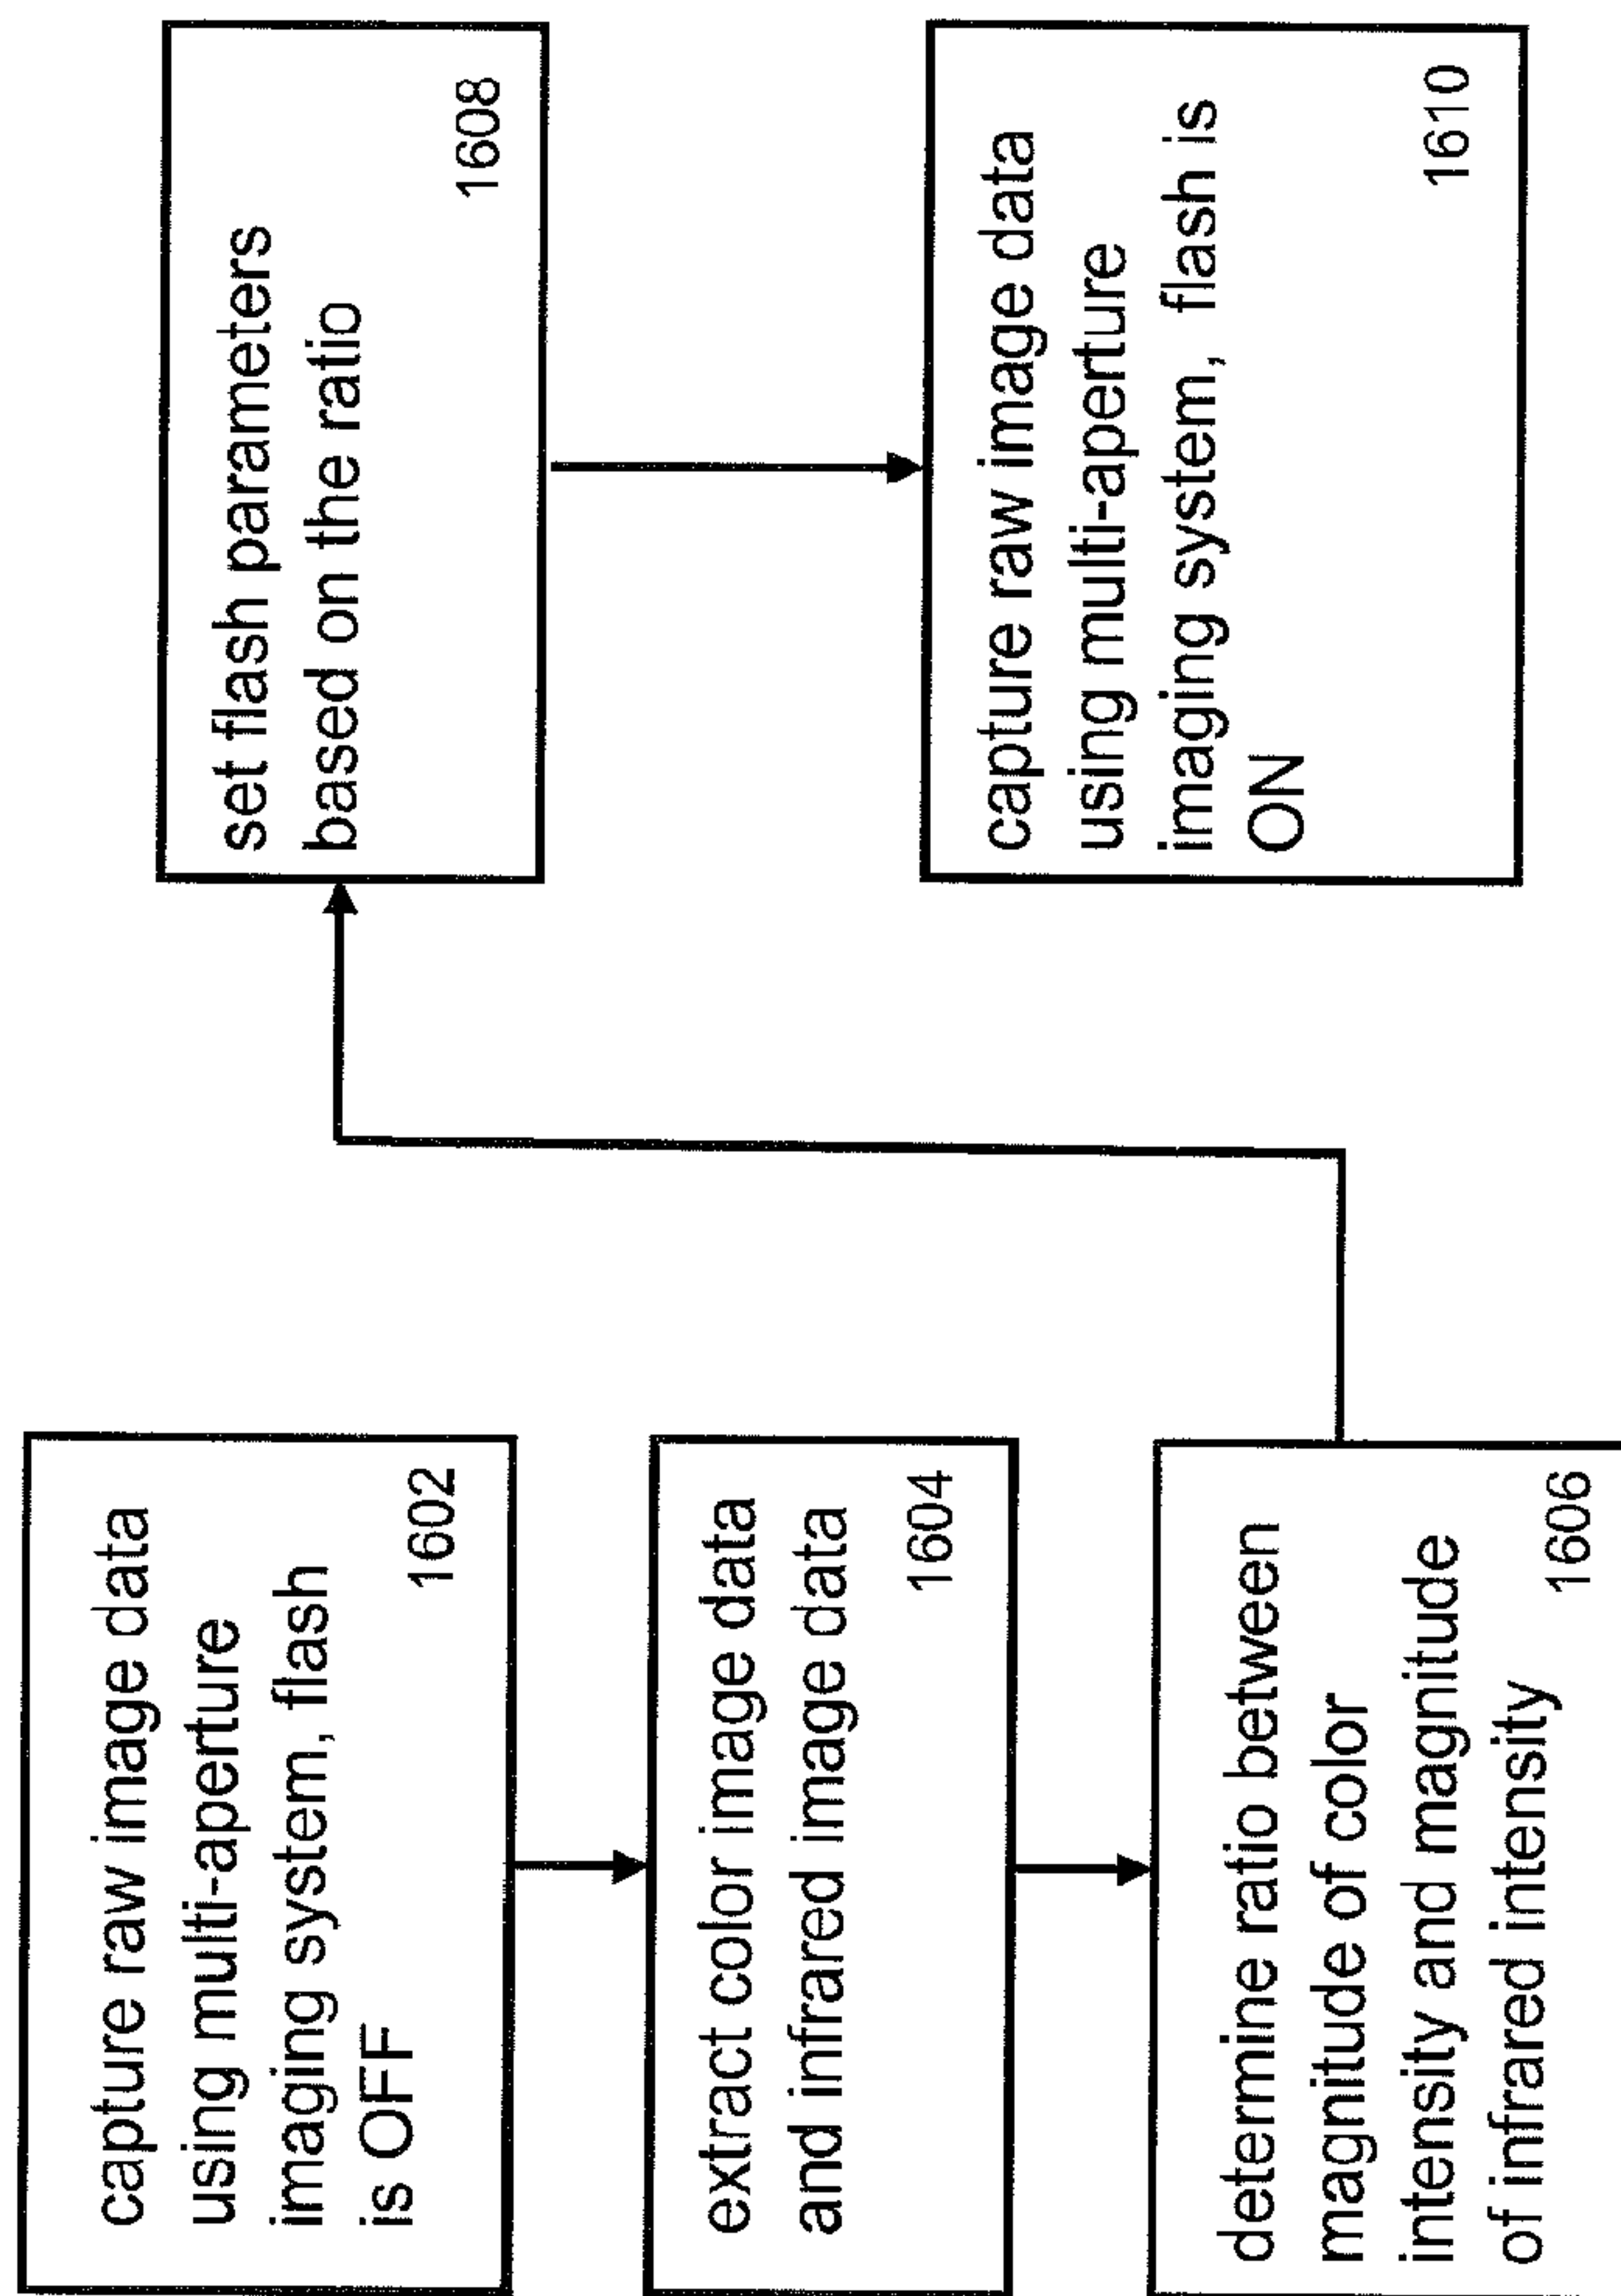 capture raw image data
using multi-aperture
imaging system, flash
is OFF
1602
extract color image data
and infrared image data
1604
determine ratio between
magnitude of color
intensity and magnitude
of infrared intensity
1606
set flash parameters
based on the ratio
1608
capture raw image data
using multi-aperture
imaging system, flash is
ON
1610